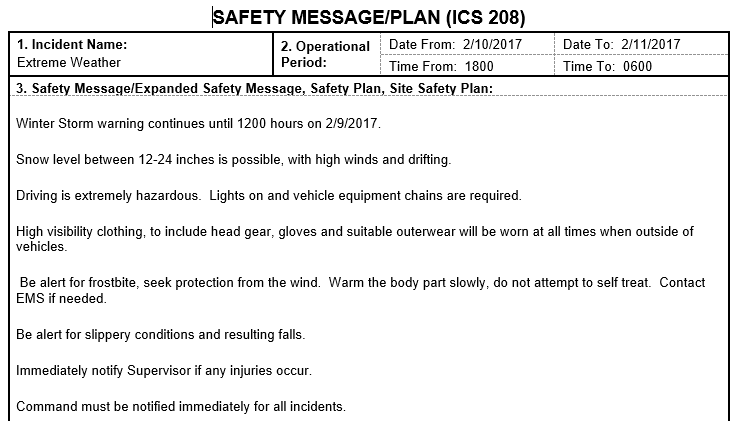 SAFETY MESSAGE/PLAN (ICS 208)
1. Incident Name:
Extreme Weather
2. Operational
Period:
Date From: 2/10/2017
Date To: 2/11/2017
Time From: 1800
Time To: 0600
3. Safety Message/Expanded Safety Message, Safety Plan, Site Safety Plan:
Winter Storm warning continues until 1200 hours on 2/9/2017.
Snow level between 12-24 inches is possible, with high winds and drifting.
Driving is extremely hazardous.  Lights on and vehicle equipment chains are required.
High visibility clothing, to include head gear, gloves and suitable outerwear will be worn at all times when outside of
vehicles.
Be alert for frostbite, seek protection from the wind.  Warm the body part slowly, do not attempt to self treat.  Contact
EMS if needed.
Be alert for slippery conditions and resulting falls.
Immediately notify Supervisor if any injuries occur.
Command must be notified immediately for all incidents.